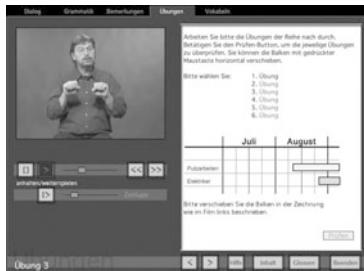 Dialog Grammatik Bemerkungen Übungen Vokabeln
Arbeiten Sie bitte die Übungen der Reihe nach durch.
Betätigen Sie den Prüfen-Button, um die jeweilige Übungen
zu überprüfen. Sie können die Balken mit gedrückter
Maustaste horizontal verschieben.
Bitte wählen Sie:
1. Übung
2. Übung
3. Übung
4. Übung
5. Übung
6. Übung
Juli August
Putzarbeiten
Elektriker
<< >>
anhalten/weiterspielen
Zeitlupe
Bitte verschieben Sie die Balken in der Zeichnung
wie im Film links beschrieben.
Prüfen
Übung 3
< > Hilfe Inhalt Glossar Beenden